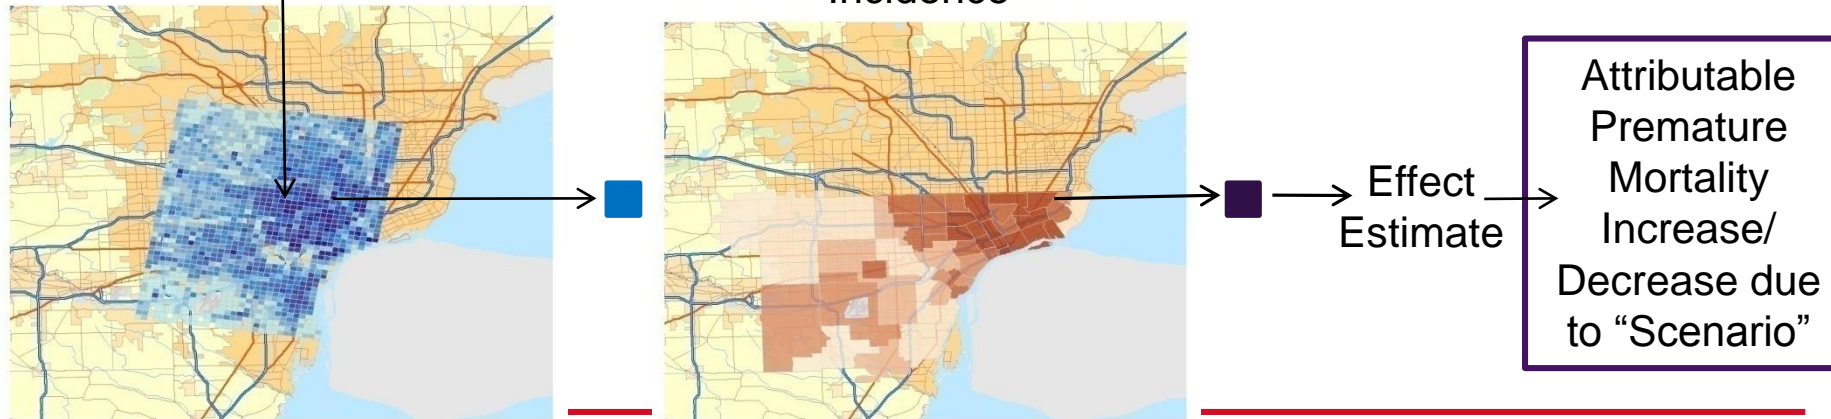 Effect
Estimate
Attributable
Premature
Mortality
Increase/
Decrease due
to “Scenario”